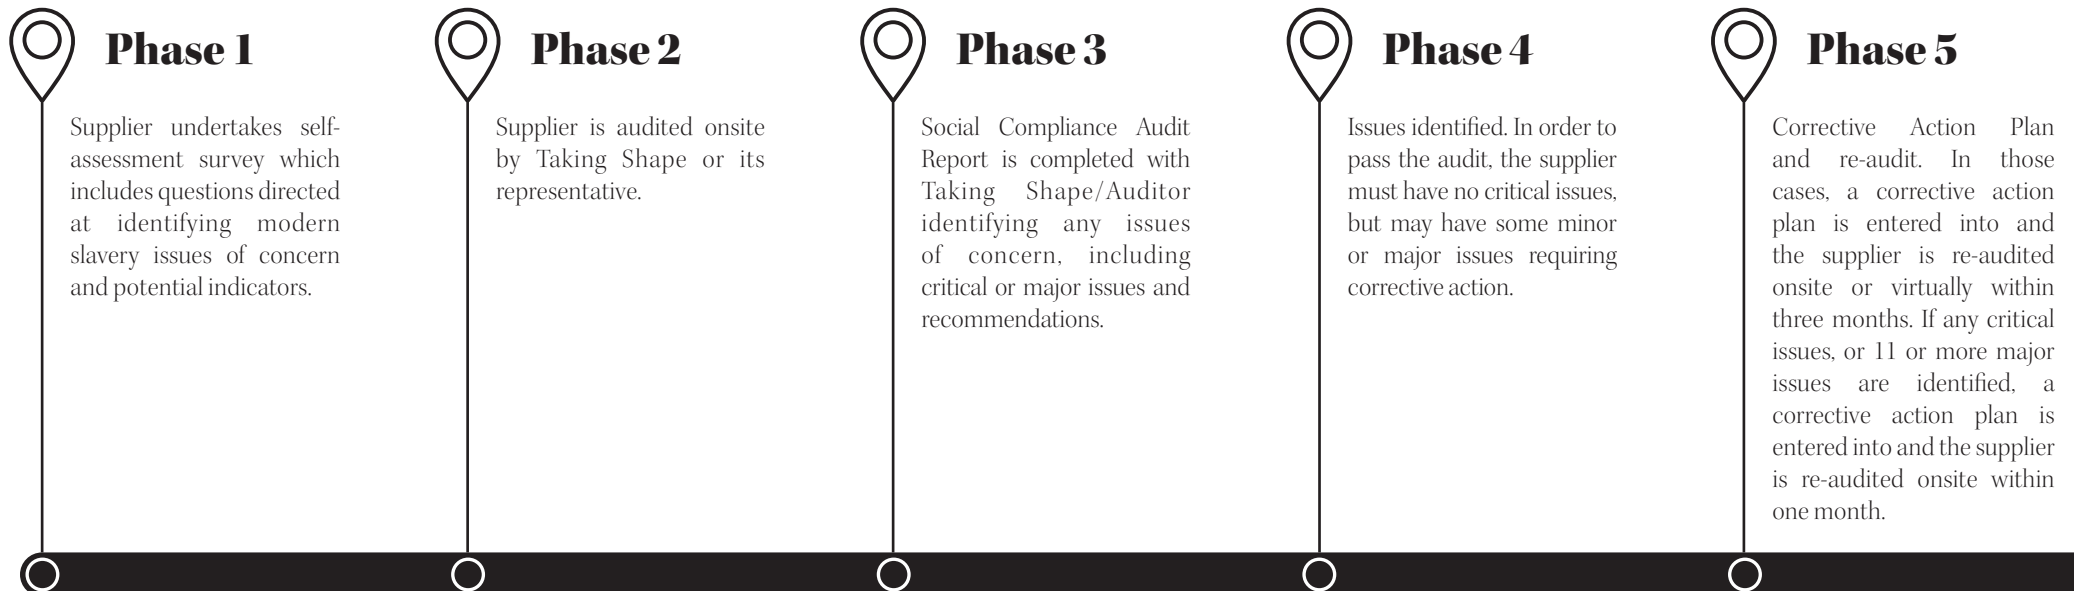 Phase 1
Supplier undertakes self-
assessment survey which
includes questions directed
at identifying modern
slavery issues of concern
and potential indicators.
Phase 2
Supplier is audited onsite
by Taking Shape or its
representative.
Phase 3
Social Compliance Audit
Report is completed with
Taking Shape/Auditor
identifying any issues
of concern, including
critical or major issues and
recommendations.
Phase 4
Issues identified. In order to
pass the audit, the supplier
must have no critical issues,
but may have some minor
or major issues requiring
corrective action.
Phase 5
Corrective Action Plan
and re-audit. In those
cases, a corrective action
plan is entered into and
the supplier is re-audited
onsite or virtually within
three months. If any critical
issues, or 11 or more major
issues are identified, a
corrective action plan is
entered into and the supplier
is re-audited onsite within
one month.